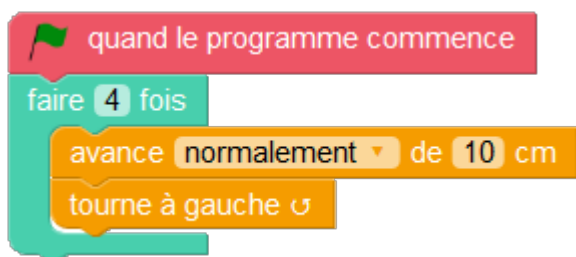 quand le programme commence
faire 4 fois
avance normalement de 10 cm
tourne à gauche ↺